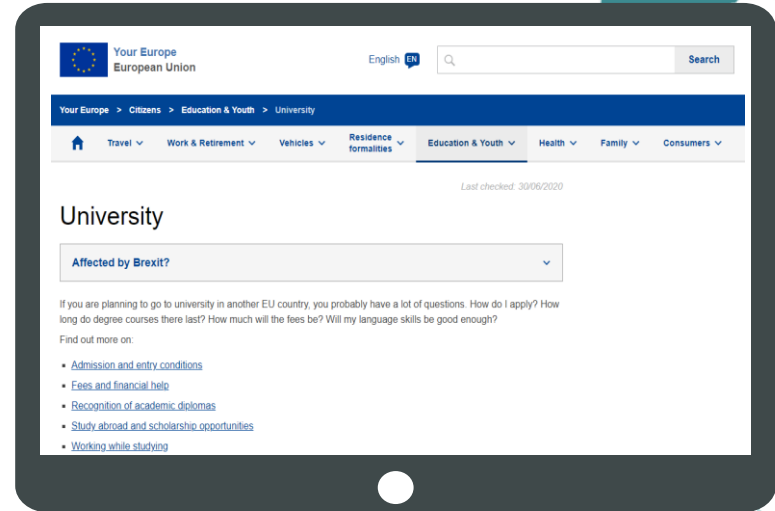 Your Europe
European Union
English EN
Search
Your Europe > Citizens > Education & Youth > University
Travel
Work & Retirement
Vehicles
Residence
formalities
Education & Youth
Health
Family
Consumers
Last checked: 30/06/2020
University
Affected by Brexit?
If you are planning to go to university in another EU country, you probably have a lot of questions. How do I apply? How
long do degree courses there last? How much will the fees be? Will my language skills be good enough?
Find out more on:
Admission and entry conditions
Fees and financial help
Recognition of academic diplomas
Study abroad and scholarship opportunities
Working while studying